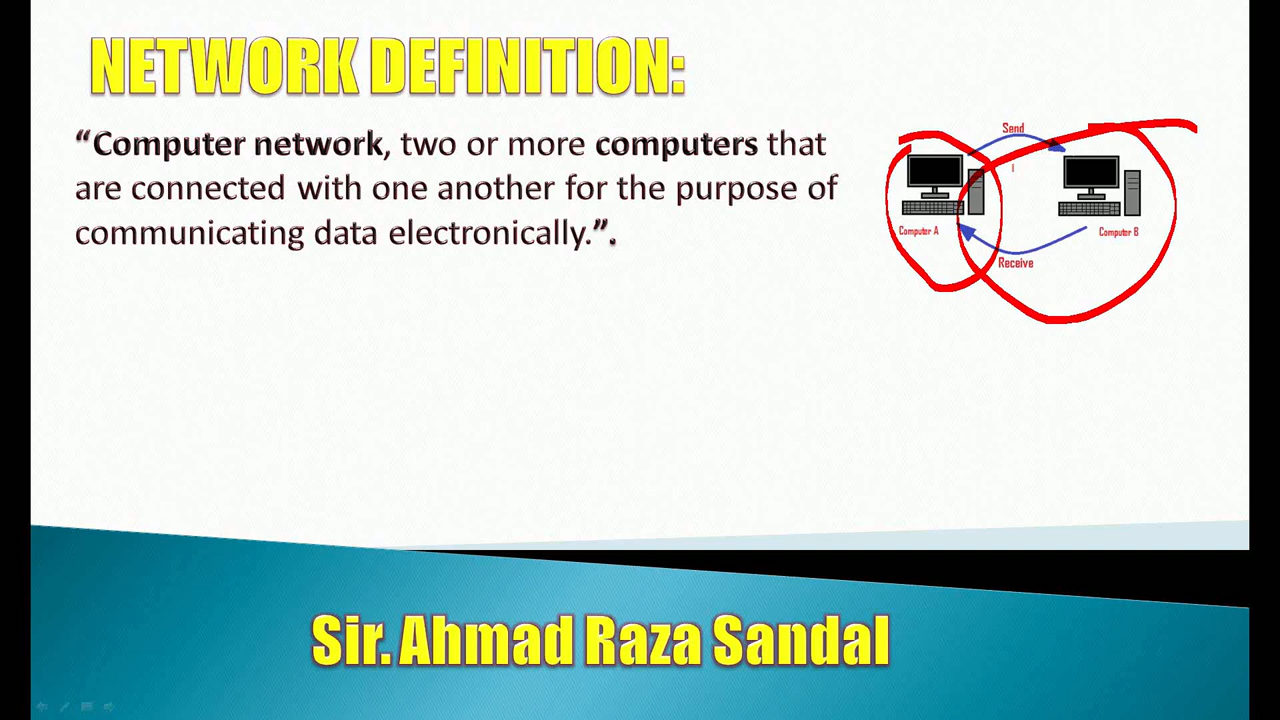 NETWORK DEFINITION:
“Computer network, two or more computers that
are connected with one another for the purpose of
communicating data electronically.”.
Send
Computer A
Computer B
Receive
Sir. Ahmad Raza Sandal